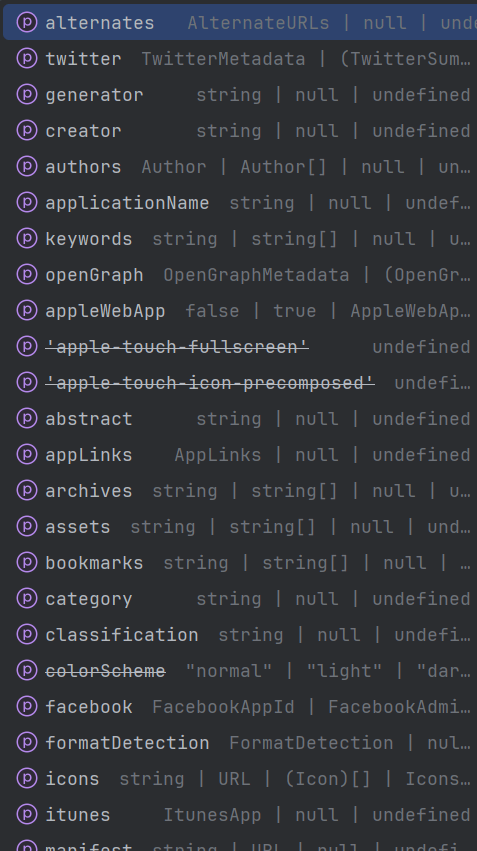 alternates AlternateURLs | null | unde
twitter TwitterMetadata | (TwitterSum…
generator string | null | undefined
creator string | null | undefined
authors Author | Author[] | null | un…
applicationName string | null | undef…
keywords string | string[] | null | u…
openGraph OpenGraphMetadata | (OpenGr…
appleWebApp false | true | AppleWebAp…
'apple-touch-fullscreen' undefined
'apple-touch-icon-precomposed' undefi…
abstract string | null | undefined
appLinks AppLinks | null | undefined
archives string | string[] | null | u…
assets string | string[] | null | und…
bookmarks string | string[] | null | …
category string | null | undefined
classification string | null | undefi…
colorScheme "normal" | "light" | "dar…
facebook FacebookAppId | FacebookAdmi…
formatDetection FormatDetection | nul…
icons string | URL | (Icon)[] | Icons…
itunes ItunesApp | null | undefined
manifest string | URL | null | undefi…